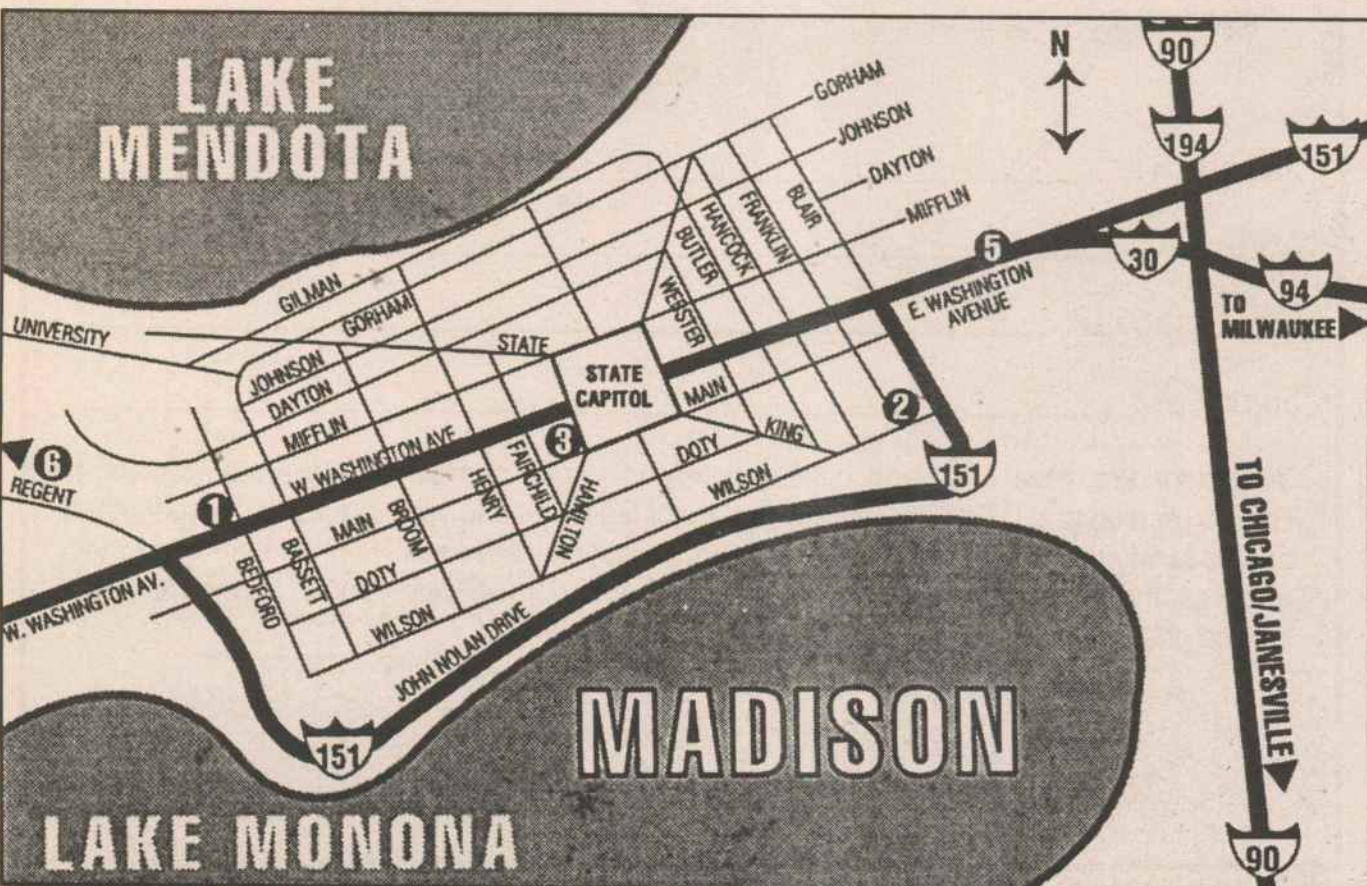 LAKE
MENDOTA
N
90
194
151
GORHAM
JOHNSON
DAYTON
MIFFLIN
BLAIR
FRANKLIN
HANCOCK
BUTLER
WEBSTER
GILMAN
GORHAM
UNIVERSITY
STATE
JOHNSON
DAYTON
MIFFLIN
W. WASHINGTON AVE
STATE
CAPITOL
MAIN
5
30
94
E. WASHINGTON
AVENUE
TO
MILWAUKEE
6
REGENT
1
3
2
FAIRCHILD
HENRY
HAMILTON
KING
DOTY
WILSON
151
MAIN
BROOM
BASSETT
BEDFORD
DOTY
WILSON
W. WASHINGTON AV.
JOHN NOLAN DRIVE
151
TO CHICAGO/JANESVILLE
90
MADISON
LAKE MONONA